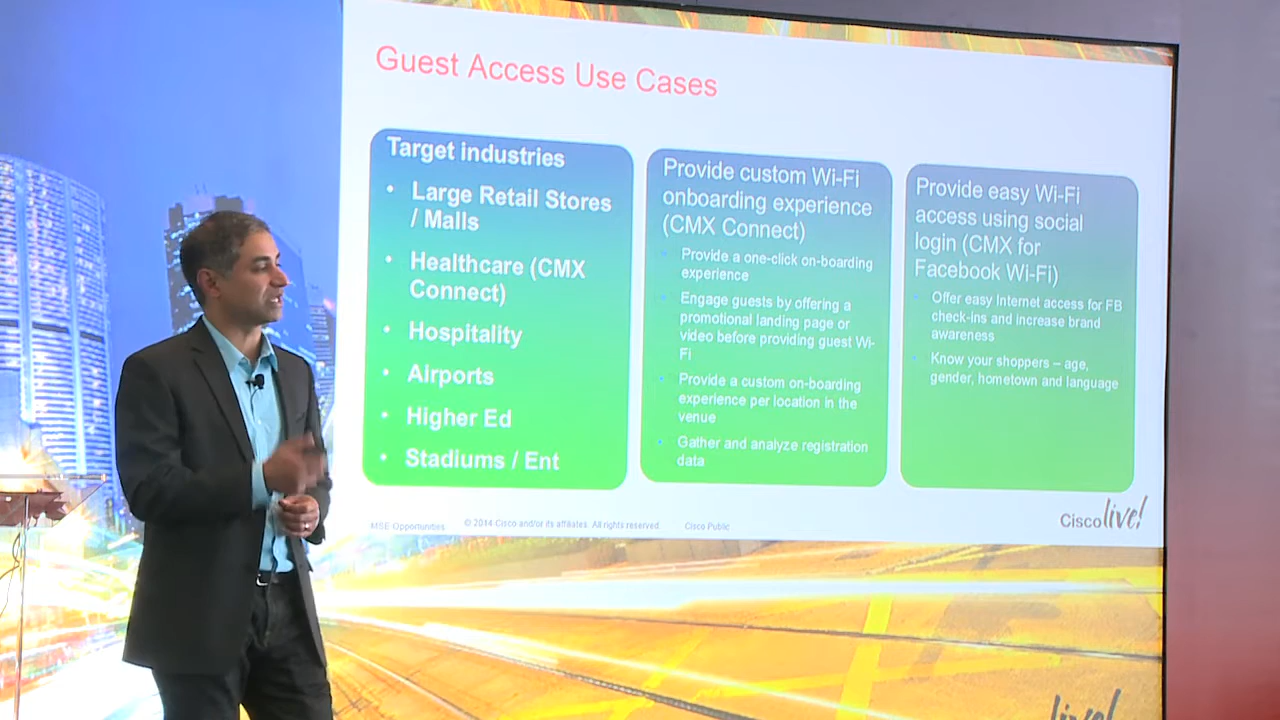 Guest Access Use Cases
Target industries
• Large Retail Stores
/ Malls
• Healthcare (CMX
Connect)
• Hospitality
• Airports
• Higher Ed
• Stadiums / Ent
Provide custom Wi-Fi
onboarding experience
(CMX Connect)
• Provide a one-click on-boarding
experience
• Engage guests by offering a
promotional landing page or
video before providing guest Wi-
Fi
• Provide a custom on-boarding
experience per location in the
venue
• Gather and analyze registration
data
Provide easy Wi-Fi
access using social
login (CMX for
Facebook Wi-Fi)
• Offer easy Internet access for FB
check-ins and increase brand
awareness
• Know your shoppers – age,
gender, hometown and language
MSE Opportunities
© 2014 Cisco and/or its affiliates. All rights reserved.
Cisco Public
Cisco live!
live!